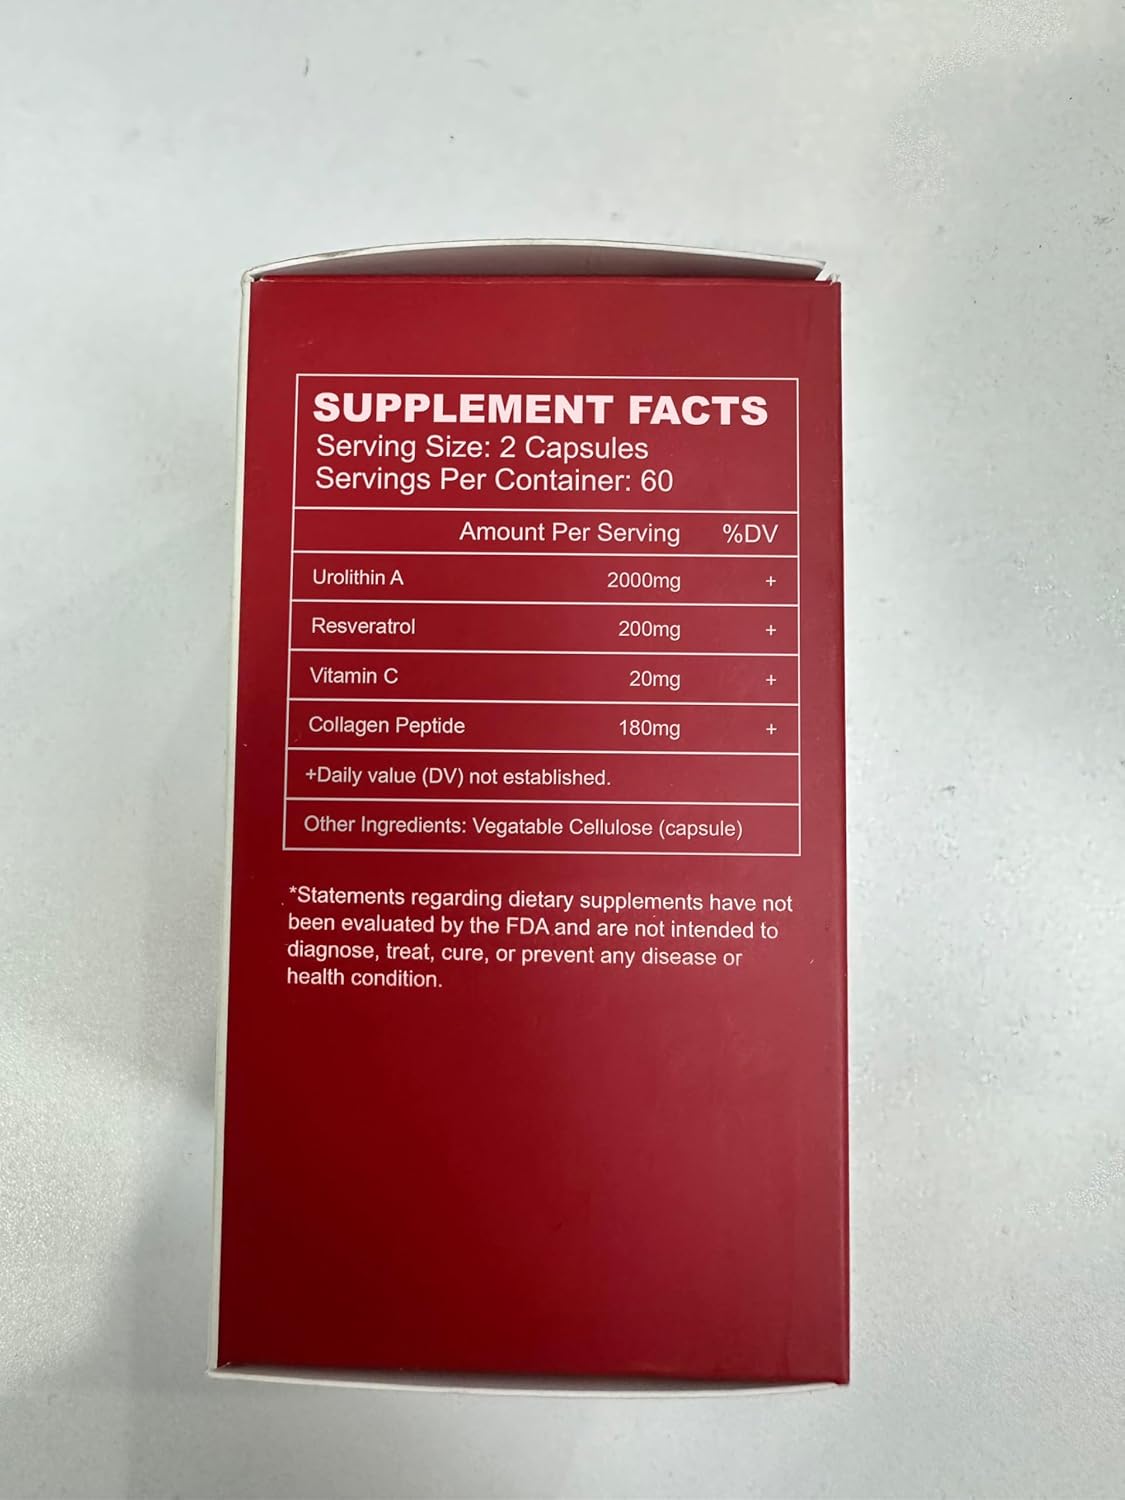 SUPPLEMENT FACTS
Serving Size: 2 Capsules
Servings Per Container: 60
Amount Per Serving %DV
Urolithin A 2000mg +
Resveratrol 200mg +
Vitamin C 20mg +
Collagen Peptide 180mg +
+Daily value (DV) not established.
Other Ingredients: Vegatable Cellulose (capsule)
*Statements regarding dietary supplements have not
been evaluated by the FDA and are not intended to
diagnose, treat, cure, or prevent any disease or
health condition.